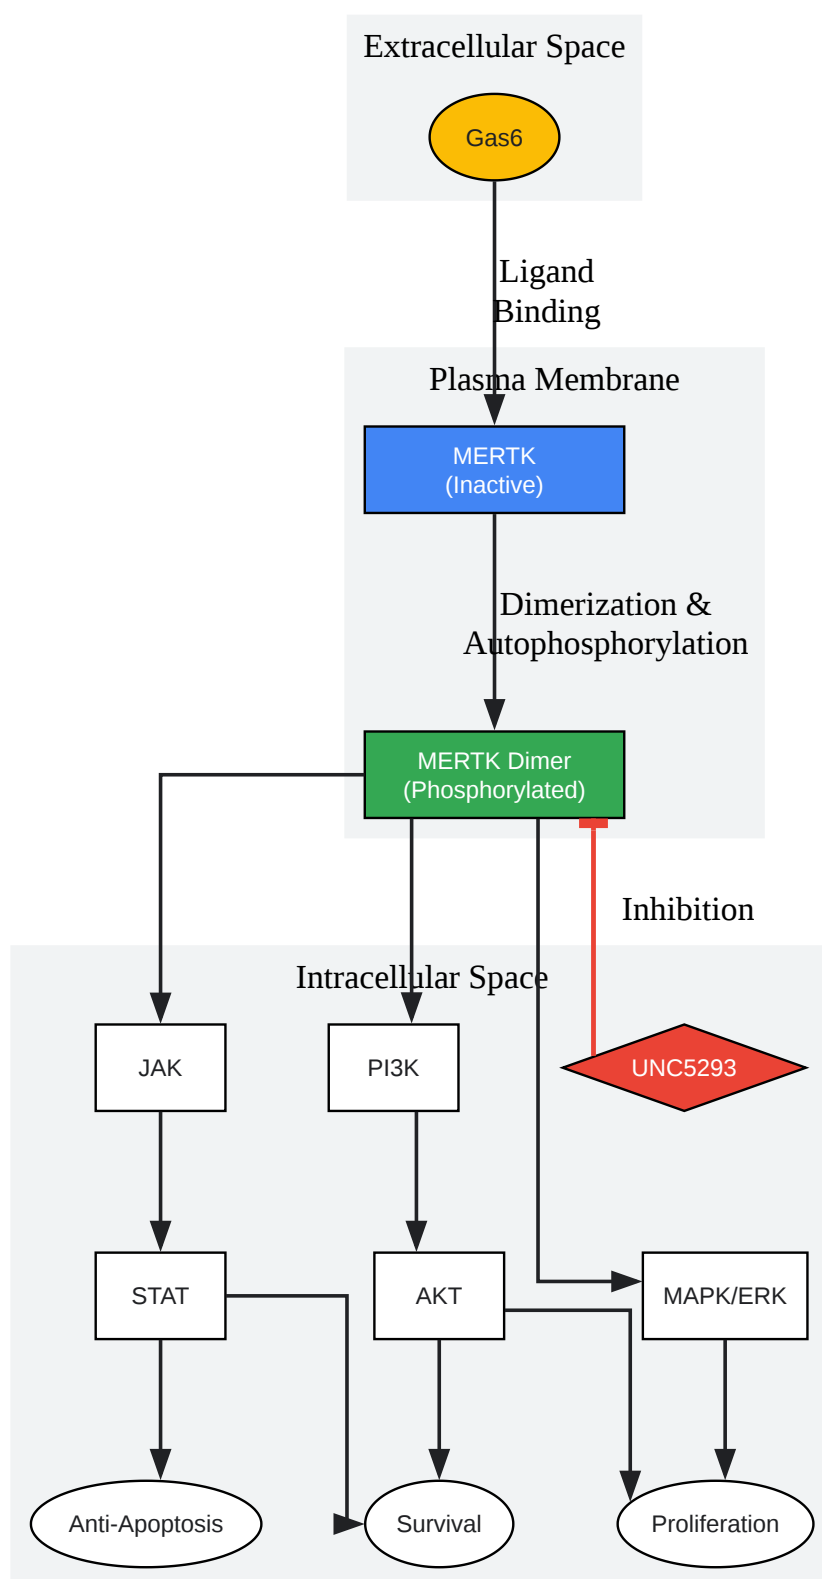 Extracellular Space
Gas6
Ligand
Binding
Plasma Membrane
MERTK
(Inactive)
Dimerization &
Autophosphorylation
MERTK Dimer
(Phosphorylated)
Inhibition
Intracellular Space
JAK
PI3K
UNC5293
STAT
AKT
MAPK/ERK
Anti-Apoptosis
Survival
Proliferation